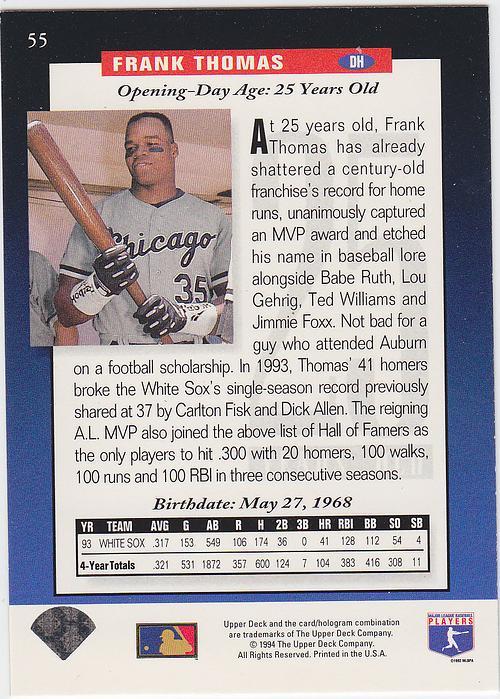 55
FRANK THOMAS DH
Opening-Day Age: 25 Years Old
At 25 years old, Frank
Thomas has already
shattered a century-old
franchise's record for home
runs, unanimously captured
an MVP award and etched
his name in baseball lore
alongside Babe Ruth, Lou
Gehrig, Ted Williams and
Jimmie Foxx. Not bad for a
guy who attended Auburn
on a football scholarship. In 1993, Thomas' 41 homers
broke the White Sox's single-season record previously
shared at 37 by Carlton Fisk and Dick Allen. The reigning
A.L. MVP also joined the above list of Hall of Famers as
the only players to hit .300 with 20 homers, 100 walks,
100 runs and 100 RBI in three consecutive seasons.
Chicago
35
Birthdate: May 27, 1968
YR TEAM AVG G AB R H 2B 3B HR RBI BB SO SB
93 WHITE SOX .317 153 549 106 174 36 0 41 128 112 54 4
4-Year Totals .321 531 1872 357 600 124 7 104 383 416 308 11
Upper Deck and the card/hologram combination
are trademarks of The Upper Deck Company.
© 1994 The Upper Deck Company.
All Rights Reserved. Printed in the U.S.A.
MAJOR LEAGUE BASEBALL
PLAYERS
©1992 MLBPA